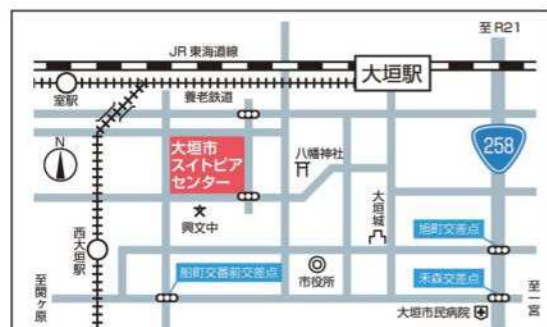 至R21
JR東海道線
大垣駅
室駅
養老鉄道
N
大垣市
スイトピア
センター
八幡神社
258
興文中
大垣城
旭町交差点
西大垣駅
船町交番前交差点
市役所
禾森交差点
至関ヶ原
大垣市民病院
至一宮